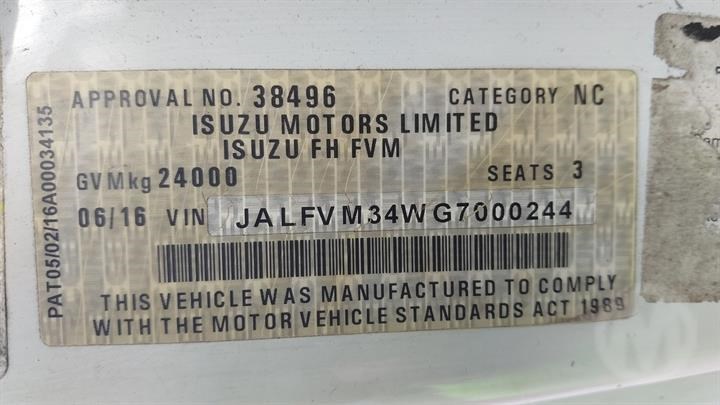 APPROVAL NO. 38496 CATEGORY NC
ISUZU MOTORS LIMITED
ISUZU FH FVM
GVMkg 24000 SEATS 3
06/16 VIN JALFVM34WG7000244
THIS VEHICLE WAS MANUFACTURED TO COMPLY
WITH THE MOTOR VEHICLE STANDARDS ACT 1989
PAT05/02/16A00034135